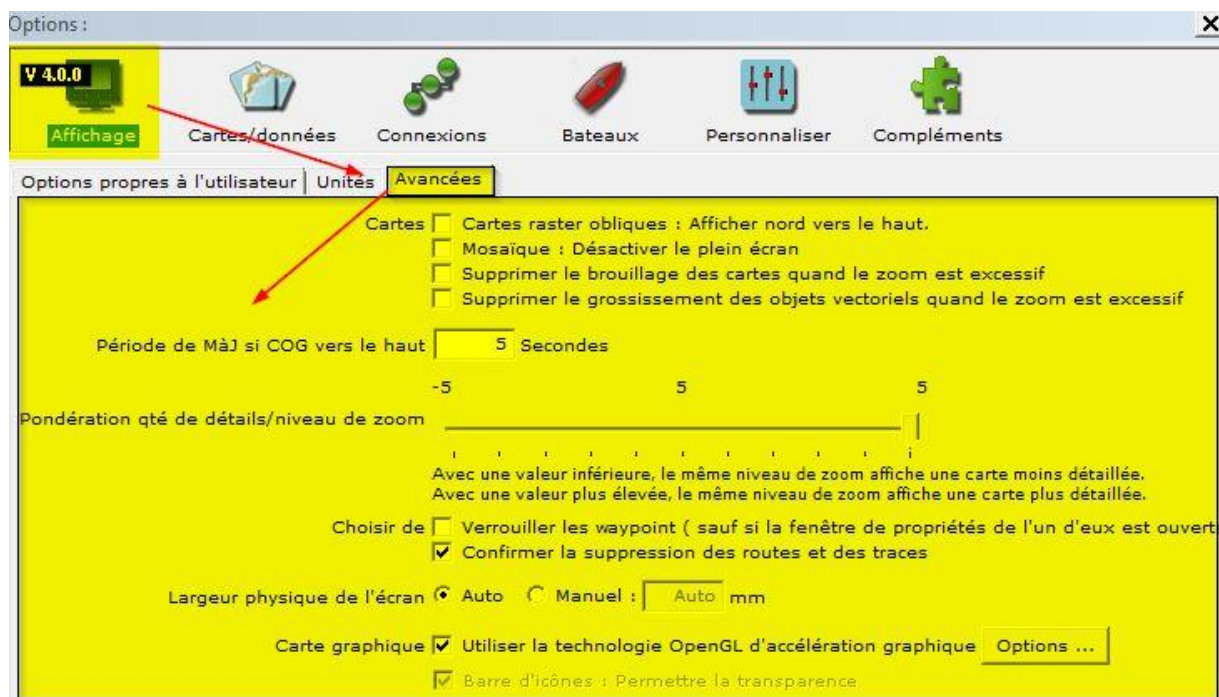 Options :
V 4.0.0
Affichage Cartes/données Connexions Bateaux Personnaliser Compléments
Options propres à l'utilisateur Unités Avancées
Cartes Cartes raster obliques : Afficher nord vers le haut.
Mosaïque : Désactiver le plein écran
Supprimer le brouillage des cartes quand le zoom est excessif
Supprimer le grossissement des objets vectoriels quand le zoom est excessif
Période de MàJ si COG vers le haut 5 Secondes
-5 5 5
Pondération qté de détails/niveau de zoom
Avec une valeur inférieure, le même niveau de zoom affiche une carte moins détaillée.
Avec une valeur plus élevée, le même niveau de zoom affiche une carte plus détaillée.
Choisir de Verrouiller les waypoint ( sauf si la fenêtre de propriétés de l'un d'eux est ouvert
Confirmer la suppression des routes et des traces
Largeur physique de l'écran Auto Manuel : Auto mm
Carte graphique Utiliser la technologie OpenGL d'accélération graphique Options ...
Barre d'icônes : Permettre la transparence